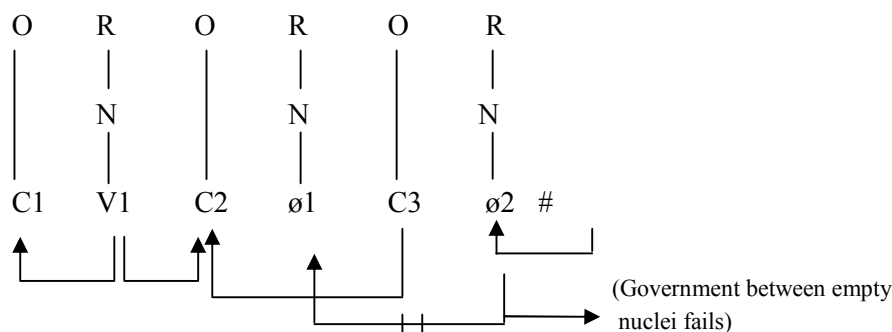 O R O R O R
N N N
C1 V1 C2 ø1 C3 ø2 #
(Government between empty
nuclei fails)